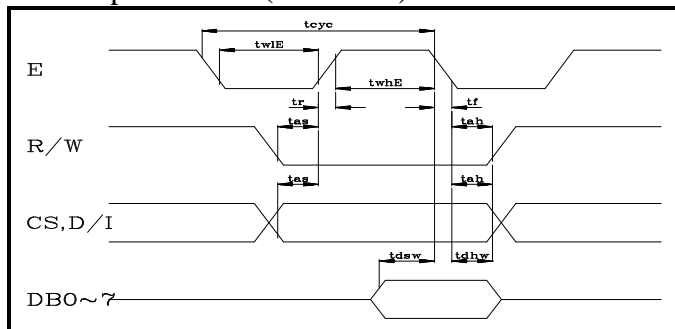 tcyc
twlE
E
twhE
tr
tf
tas
tah
R/W
tas
tah
CS,D/I
tdsw
tdhw
DB0~7